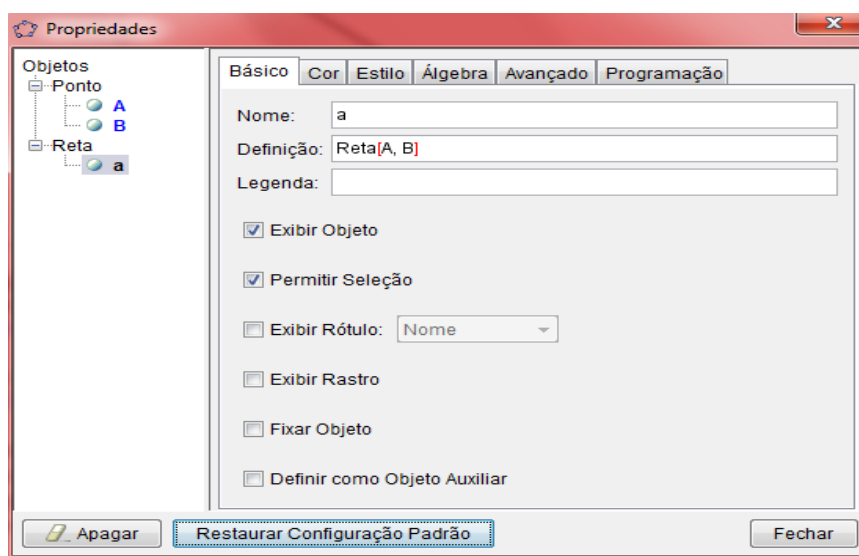 Propriedades
Objetos
Ponto
A
B
Reta
a
Básico Cor Estilo Álgebra Avançado Programação
Nome: a
Definição: Reta[A, B]
Legenda:
Exibir Objeto
Permitir Seleção
Exibir Rótulo: Nome
Exibir Rastro
Fixar Objeto
Definir como Objeto Auxiliar
Apagar Restaurar Configuração Padrão Fechar